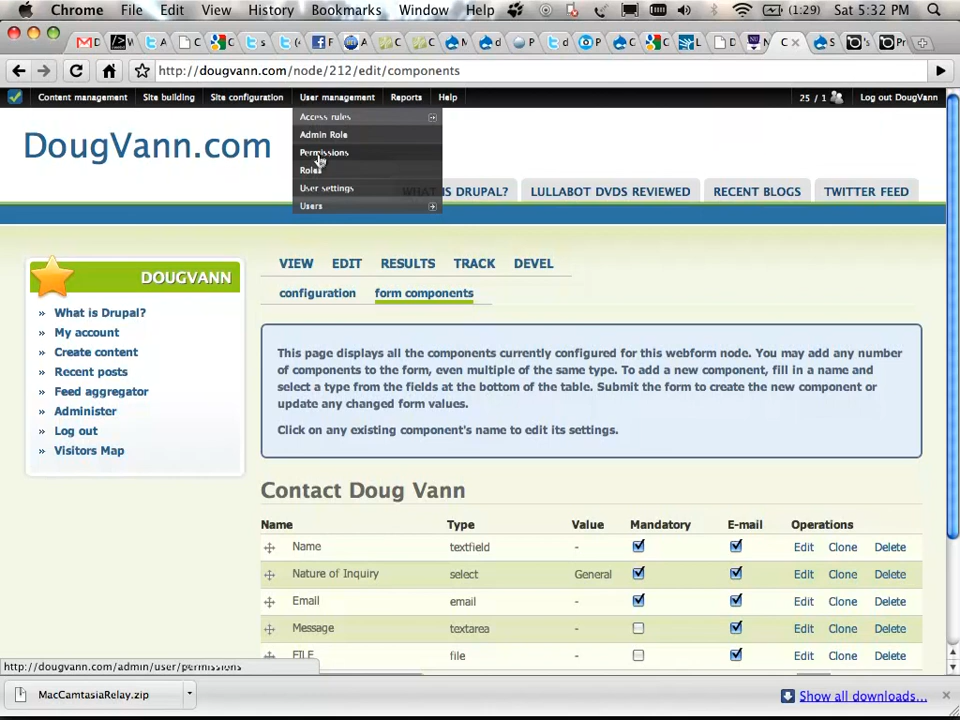 Chrome File Edit View History Bookmarks Window Help (1:29) Sat 5:32 PM
http://dougvann.com/node/212/edit/components
Content management Site building Site configuration User management Reports Help 25 / 1 Log out DougVann
Access rules
Admin Role
Permissions
Roles
User settings
Users
DougVann.com
WHAT IS DRUPAL? LULLABOT DVDS REVIEWED RECENT BLOGS TWITTER FEED
DOUGVANN
» What is Drupal?
» My account
» Create content
» Recent posts
» Feed aggregator
» Administer
» Log out
» Visitors Map
VIEW EDIT RESULTS TRACK DEVEL
configuration form components
This page displays all the components currently configured for this webform node. You may add any number
of components to the form, even multiple of the same type. To add a new component, fill in a name and
select a type from the fields at the bottom of the table. Submit the form to create the new component or
update any changed form values.
Click on any existing component's name to edit its settings.
Contact Doug Vann
Name Type Value Mandatory E-mail Operations
Name textfield - Edit Clone Delete
Nature of Inquiry select General Edit Clone Delete
Email email - Edit Clone Delete
Message textarea - Edit Clone Delete
FILE file - Edit Clone Delete
http://dougvann.com/admin/user/permissions
MacCamtasiaRelay.zip Show all downloads...